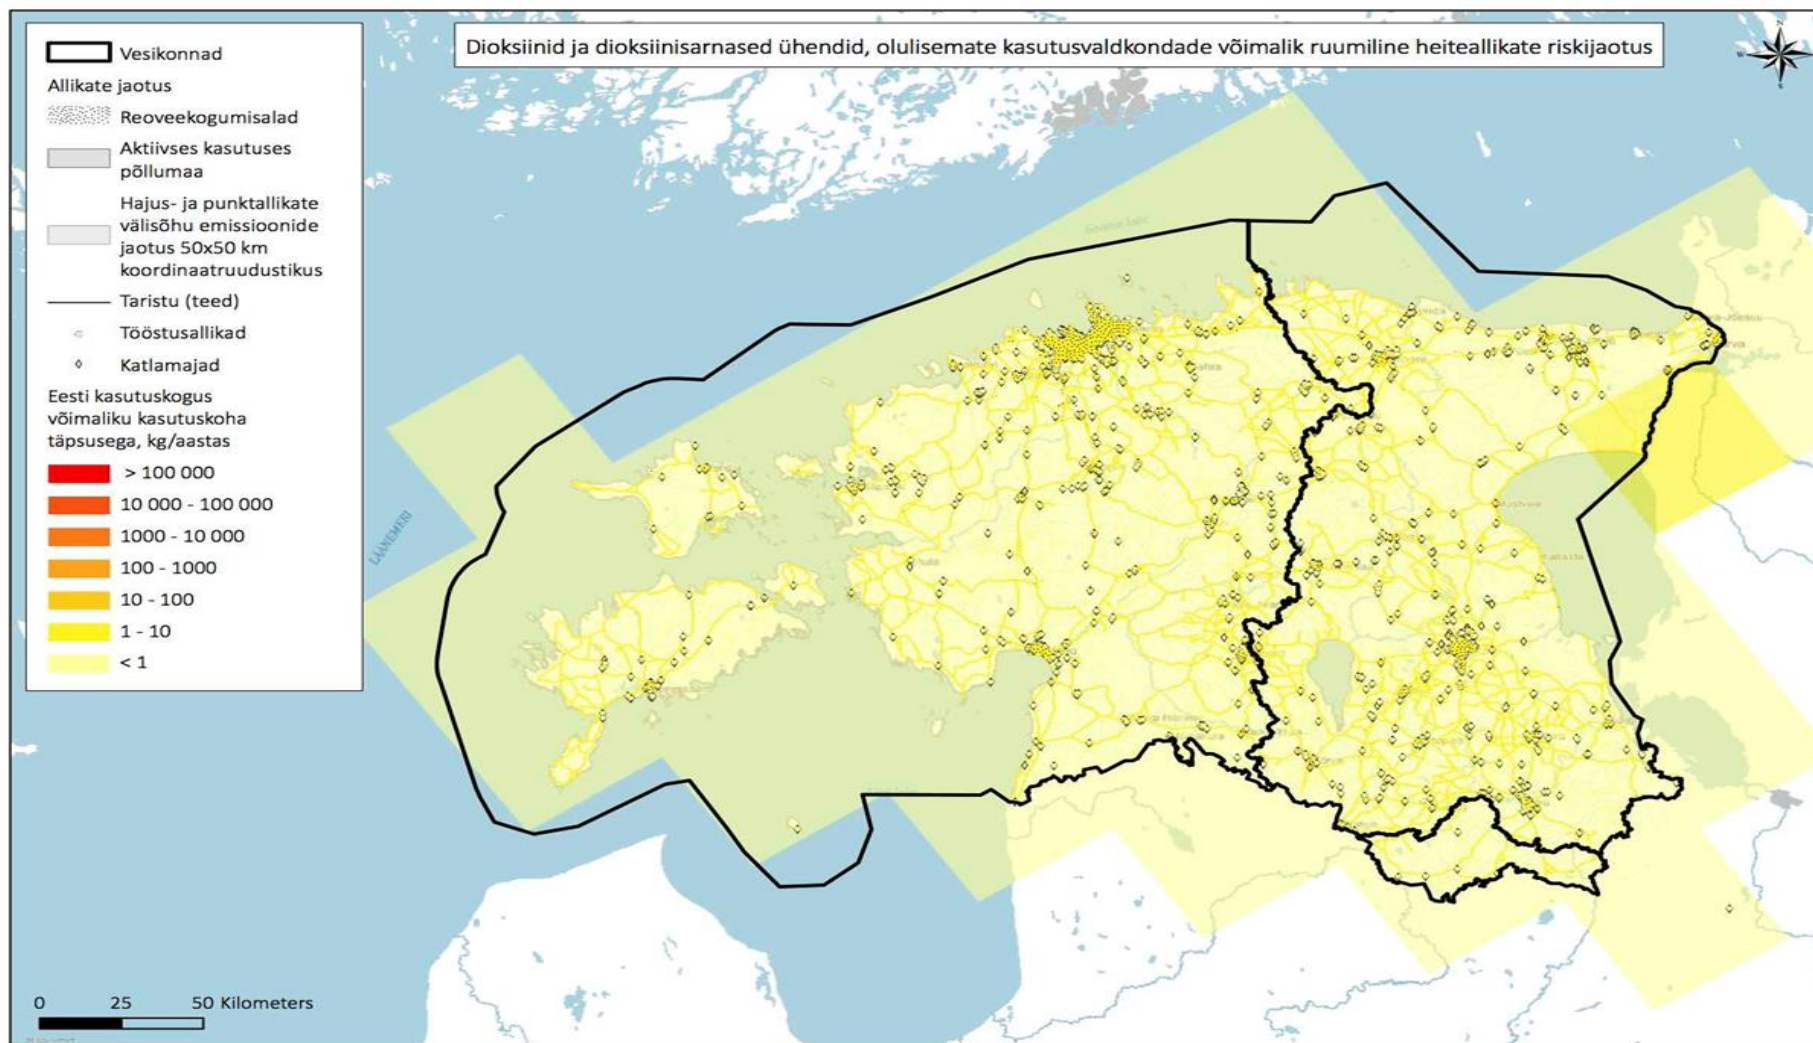 Dioksiinid ja dioksiinisarnased ühendid, olulisemate kasutusvaldkondade võimalik ruumiline heiteallikate riskijaotus
Vesikonnad
Allikate jaotus
Reoveekogumisalad
Aktiivses kasutuses
põllumaa
Hajus- ja punktallikate
välisõhu emissioonide
jaotus 50x50 km
koordinaatruudustikus
Taristu (teed)
Tööstusallikad
Katlamajad
Eesti kasutuskogus
võimaliku kasutuskoha
täpsusega, kg/aastas
> 100 000
10 000 - 100 000
1000 - 10 000
100 - 1000
10 - 100
1 - 10
< 1
LÄÄNEMERI
0 25 50 Kilometers